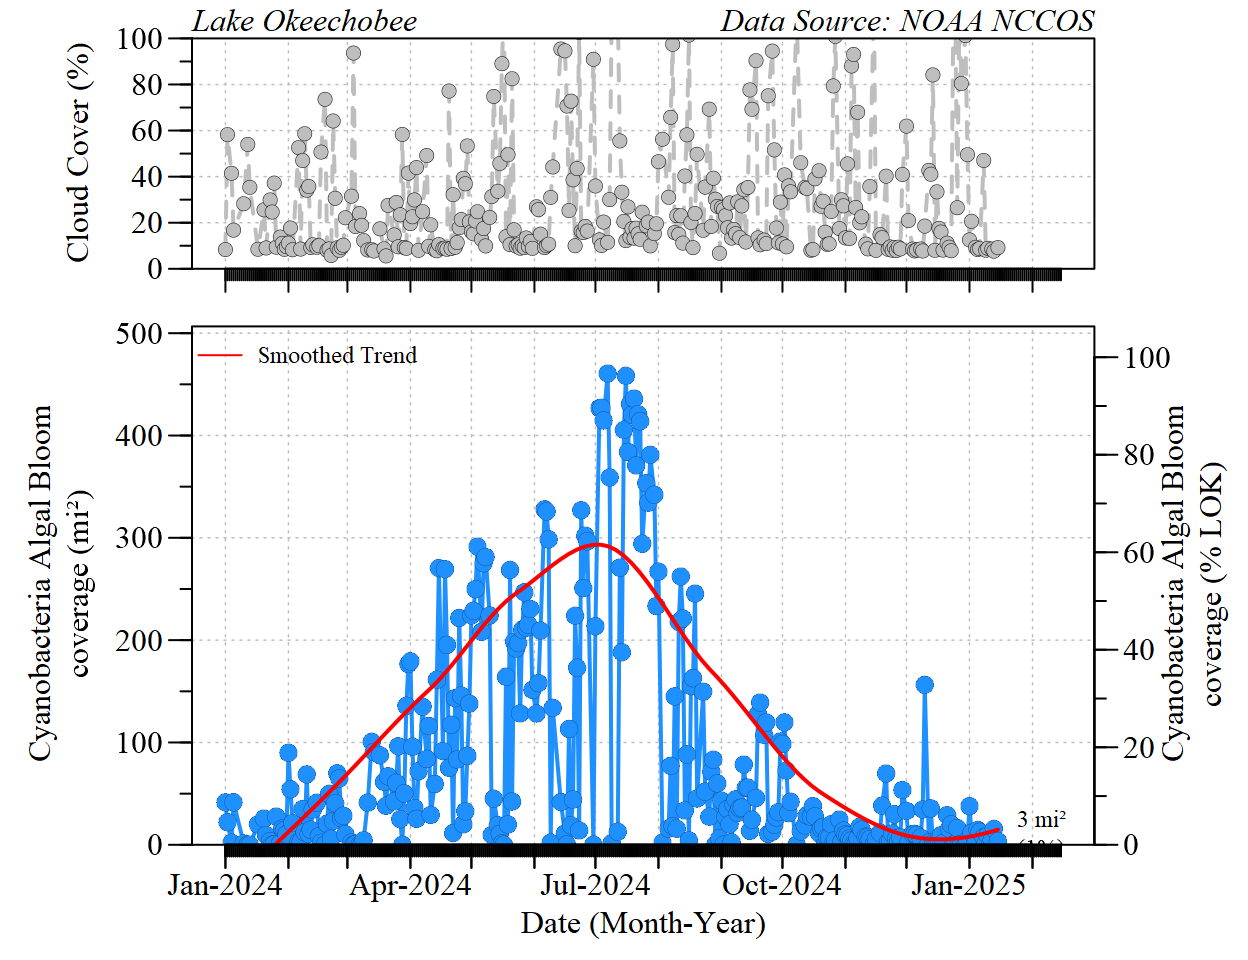 Lake Okeechobee Data Source: NOAA NCCOS
Cloud Cover (%)
100
80
60
40
20
0
Smoothed Trend
Cyanobacteria Algal Bloom
coverage (mi²)
500
400
300
200
100
0
100
80
60
40
20
0
Cyanobacteria Algal Bloom
coverage (% LOK)
3 mi²
Jan-2024 Apr-2024 Jul-2024 Oct-2024 Jan-2025
Date (Month-Year)